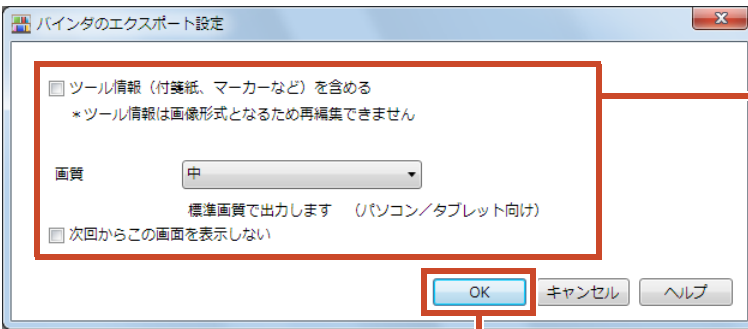 バインダのエクスポート設定
ツール情報（付箋紙、マーカーなど）を含める
*ツール情報は画像形式となるため再編集できません
画質 中
標準画質で出力します （パソコン／タブレット向け）
次回からこの画面を表示しない
OK キャンセル ヘルプ